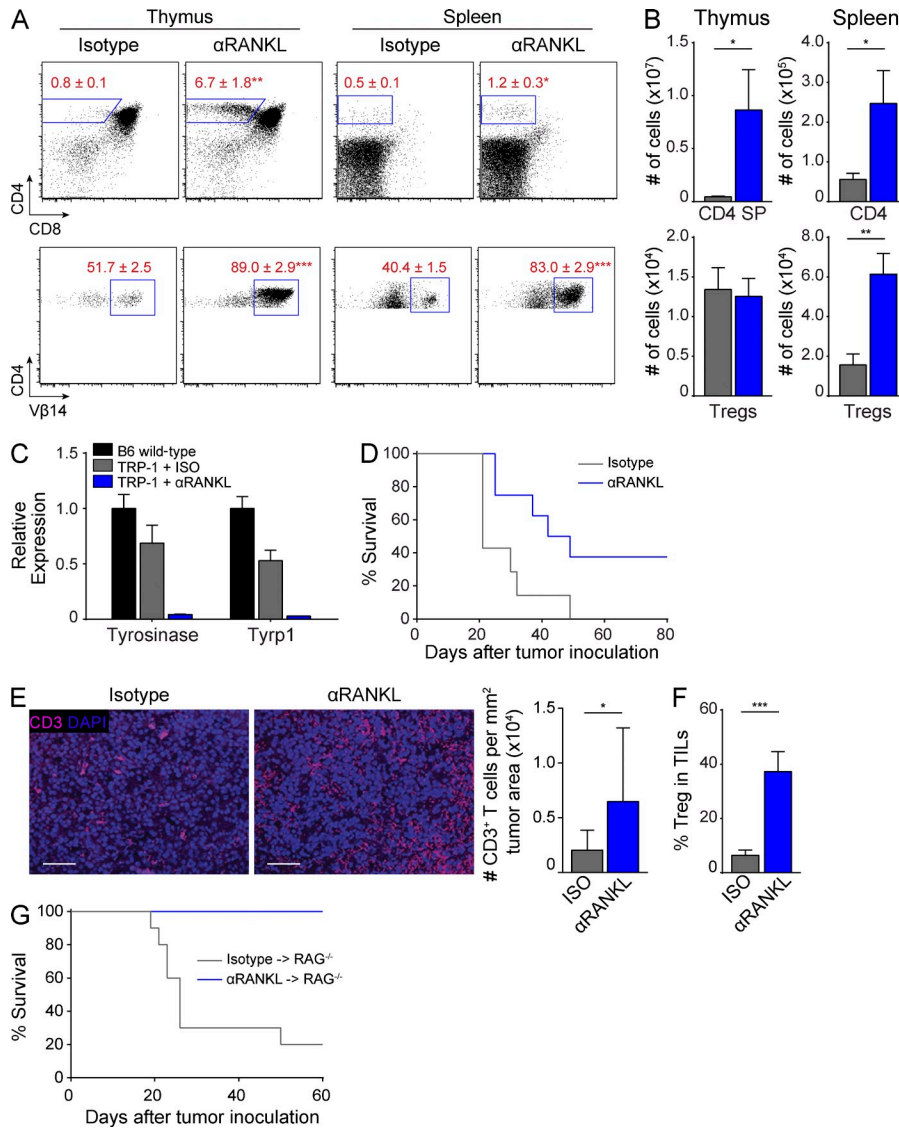 A
Thymus
Spleen
Isotype
αRANKL
Isotype
αRANKL
0.8 ± 0.1
6.7 ± 1.8**
0.5 ± 0.1
1.2 ± 0.3*
CD4
CD8
51.7 ± 2.5
89.0 ± 2.9***
40.4 ± 1.5
83.0 ± 2.9***
CD4
Vβ14
B
Thymus
Spleen
# of cells (x10⁷)
1.5
1.0
0.5
0
*
CD4 SP
# of cells (x10⁵)
4.0
3.0
2.0
1.0
0
*
CD4
# of cells (x10⁴)
2.0
1.5
1.0
0.5
0
Tregs
# of cells (x10⁴)
8.0
6.0
4.0
2.0
0
**
Tregs
C
B6 wild-type
TRP-1 + ISO
TRP-1 + αRANKL
Relative
Expression
1.5
1.0
0.5
0
Tyrosinase
Tyrp1
D
Isotype
αRANKL
% Survival
100
80
60
40
20
0
0 20 40 60 80
Days after tumor inoculation
E
Isotype
αRANKL
CD3 DAPI
# CD3⁺ T cells per mm²
tumor area (x10⁴)
1.5
1.0
0.5
0
*
ISO
αRANKL
F
% Treg in TILs
60
40
20
0
***
ISO
αRANKL
G
% Survival
100
80
60
40
20
0
Isotype -> RAG⁻/⁻
αRANKL -> RAG⁻/⁻
0 20 40 60
Days after tumor inoculation